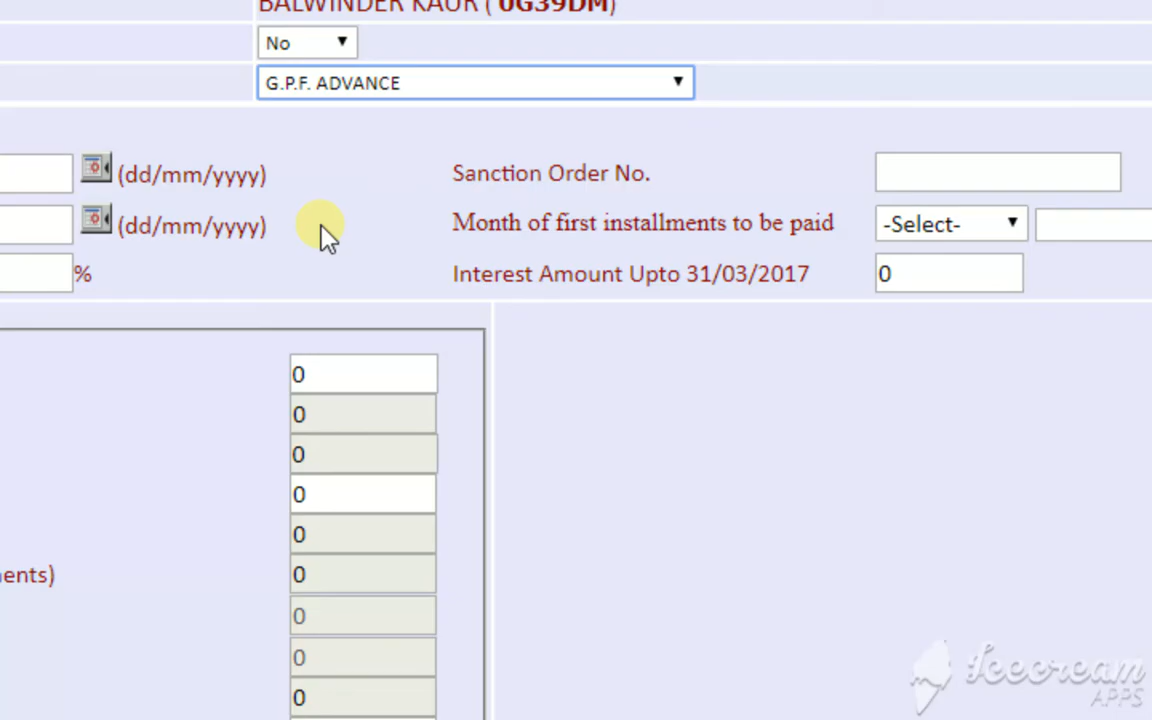 BALWINDER KAUR ( 0G39DM)
No
G.P.F. ADVANCE
(dd/mm/yyyy) Sanction Order No.
(dd/mm/yyyy) Month of first installments to be paid -Select-
% Interest Amount Upto 31/03/2017 0
0
0
0
0
0
ents) 0
0
0
0
Icecream
APPS